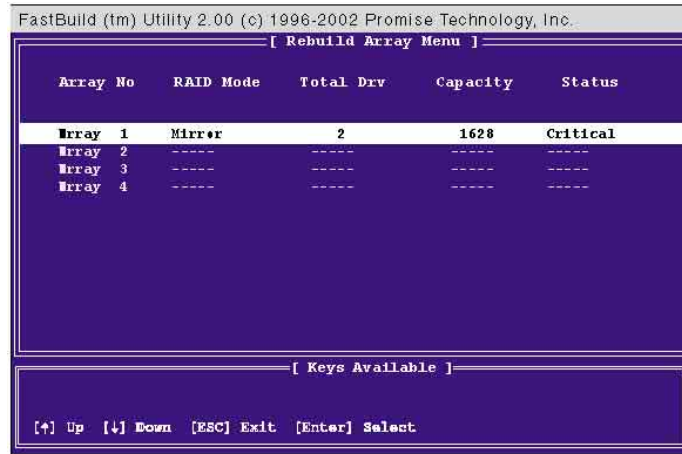 FastBuild (tm) Utility 2.00 (c) 1996-2002 Promise Technology, Inc.
[ Rebuild Array Menu ]
Array No RAID Mode Total Drv Capacity Status
Array 1 Mirror 2 1628 Critical
Array 2 ----- ----- ----- -----
Array 3 ----- ----- ----- -----
Array 4 ----- ----- ----- -----
[ Keys Available ]
[↑] Up [↓] Down [ESC] Exit [Enter] Select